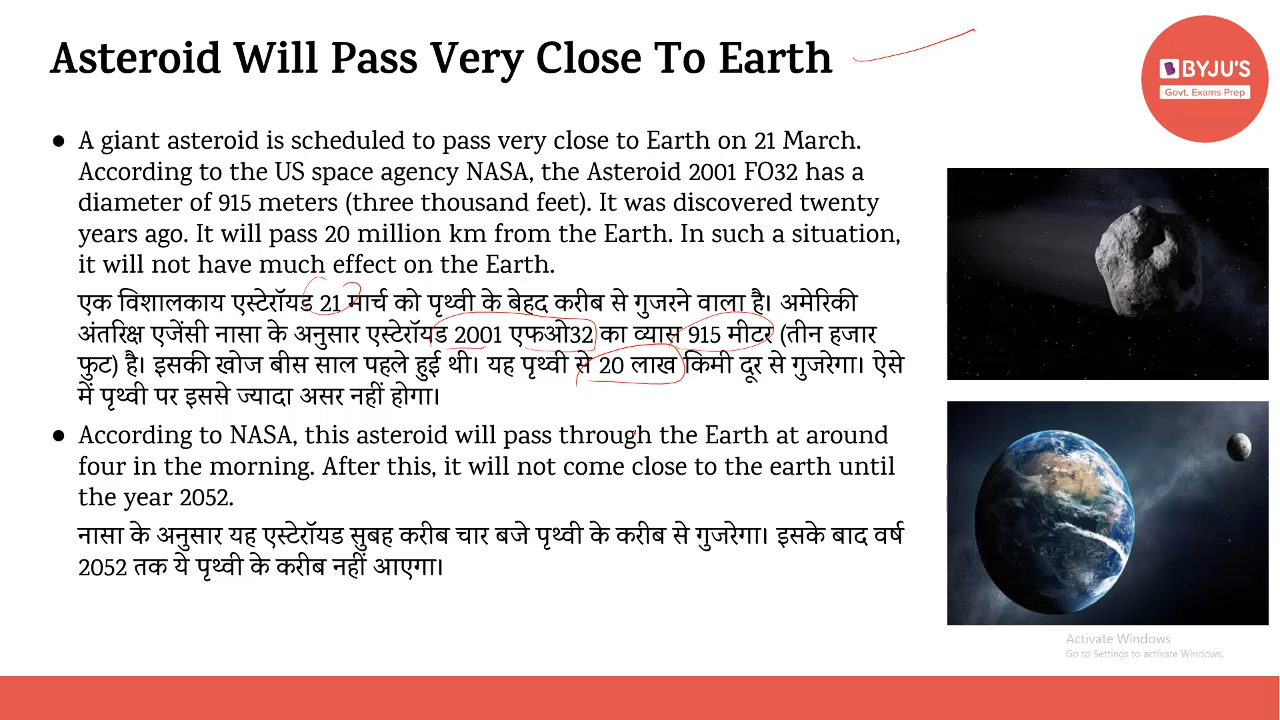 Asteroid Will Pass Very Close To Earth
BYJU'S
Govt. Exams Prep
● A giant asteroid is scheduled to pass very close to Earth on 21 March.
According to the US space agency NASA, the Asteroid 2001 FO32 has a
diameter of 915 meters (three thousand feet). It was discovered twenty
years ago. It will pass 20 million km from the Earth. In such a situation,
it will not have much effect on the Earth.
एक विशालकाय एस्टेरॉयड 21 मार्च को पृथ्वी के बेहद करीब से गुजरने वाला है। अमेरिकी
अंतरिक्ष एजेंसी नासा के अनुसार एस्टेरॉयड 2001 एफओ32 का व्यास 915 मीटर (तीन हजार
फुट) है। इसकी खोज बीस साल पहले हुई थी। यह पृथ्वी से 20 लाख किमी दूर से गुजरेगा। ऐसे
में पृथ्वी पर इससे ज्यादा असर नहीं होगा।
● According to NASA, this asteroid will pass through the Earth at around
four in the morning. After this, it will not come close to the earth until
the year 2052.
नासा के अनुसार यह एस्टेरॉयड सुबह करीब चार बजे पृथ्वी के करीब से गुजरेगा। इसके बाद वर्ष
2052 तक ये पृथ्वी के करीब नहीं आएगा।
Activate Windows
Go to Settings to activate Windows.